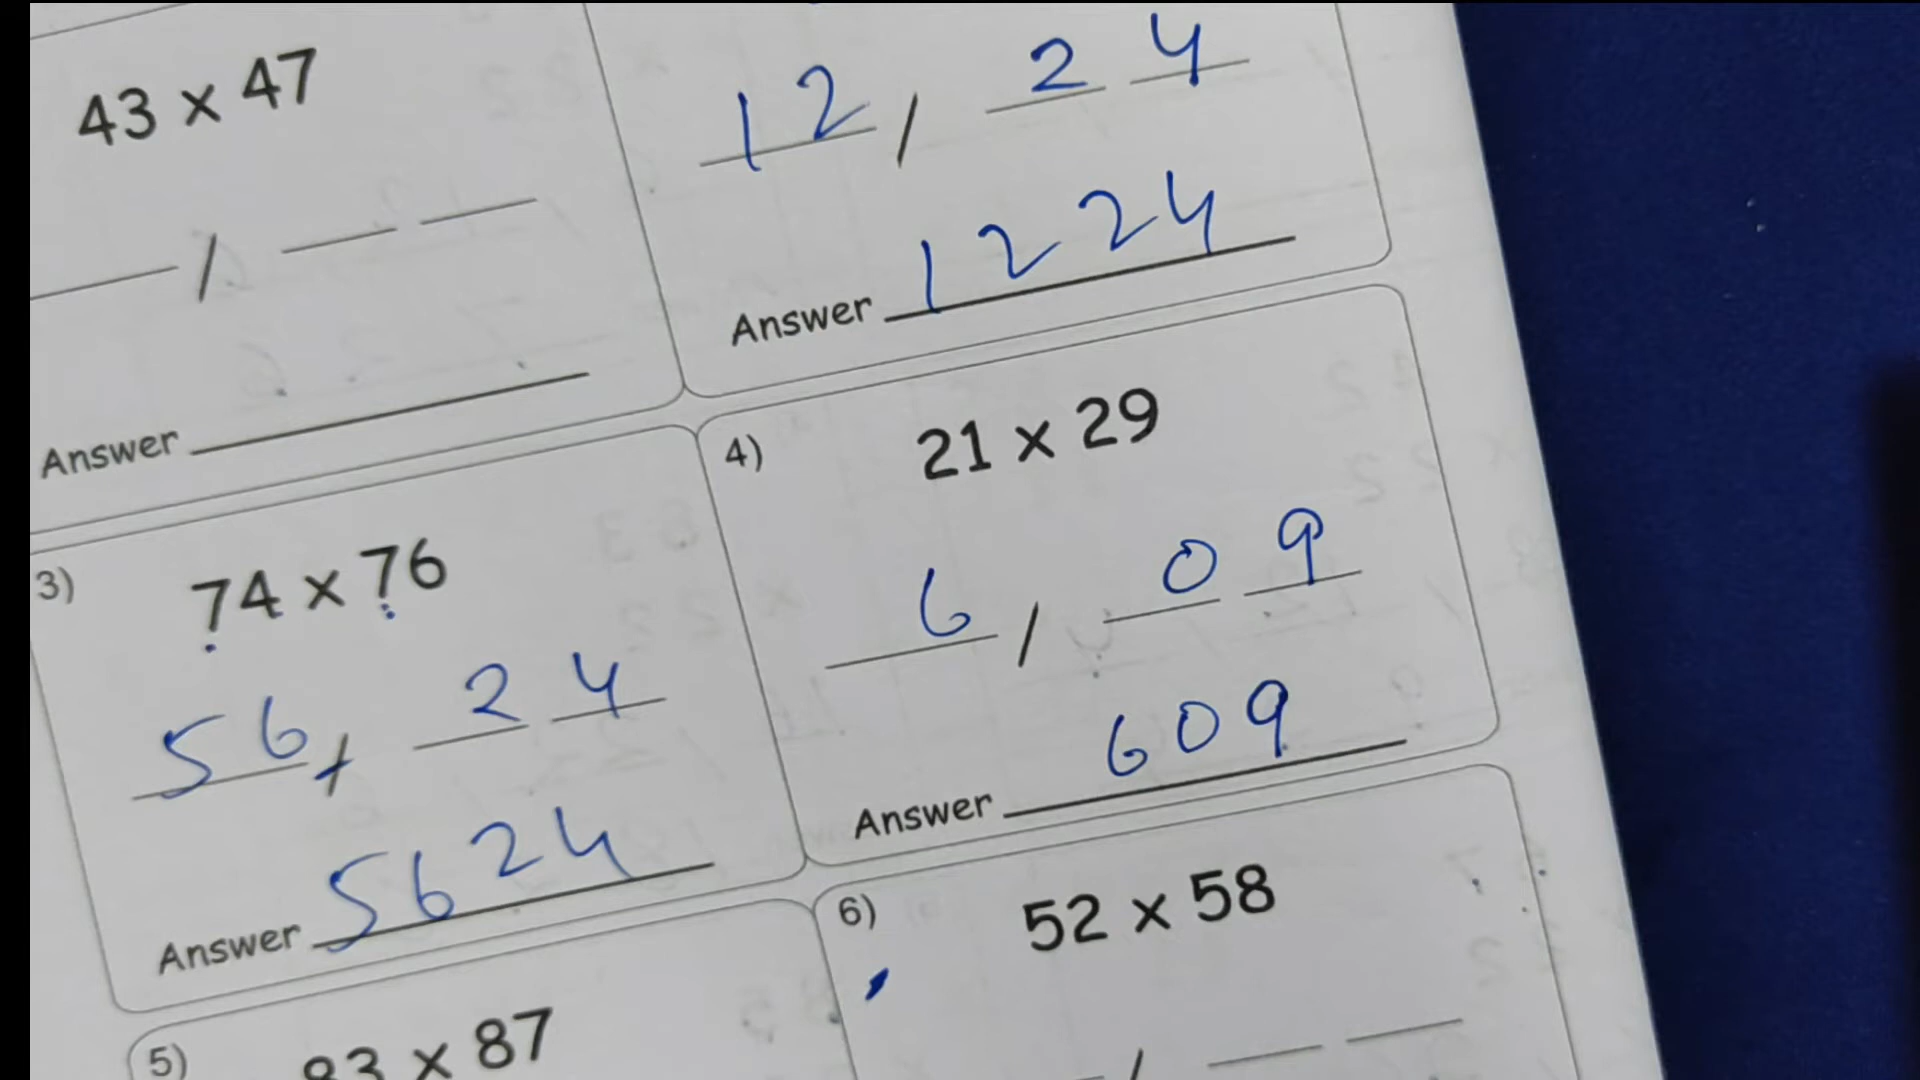 43 x 47
/
Answer
12 / 2 4
Answer 1224
3) 74 x 76
56 / 2 4
Answer 5624
4) 21 x 29
6 / 0 9
Answer 609
5) 83 x 87
6) 52 x 58
/